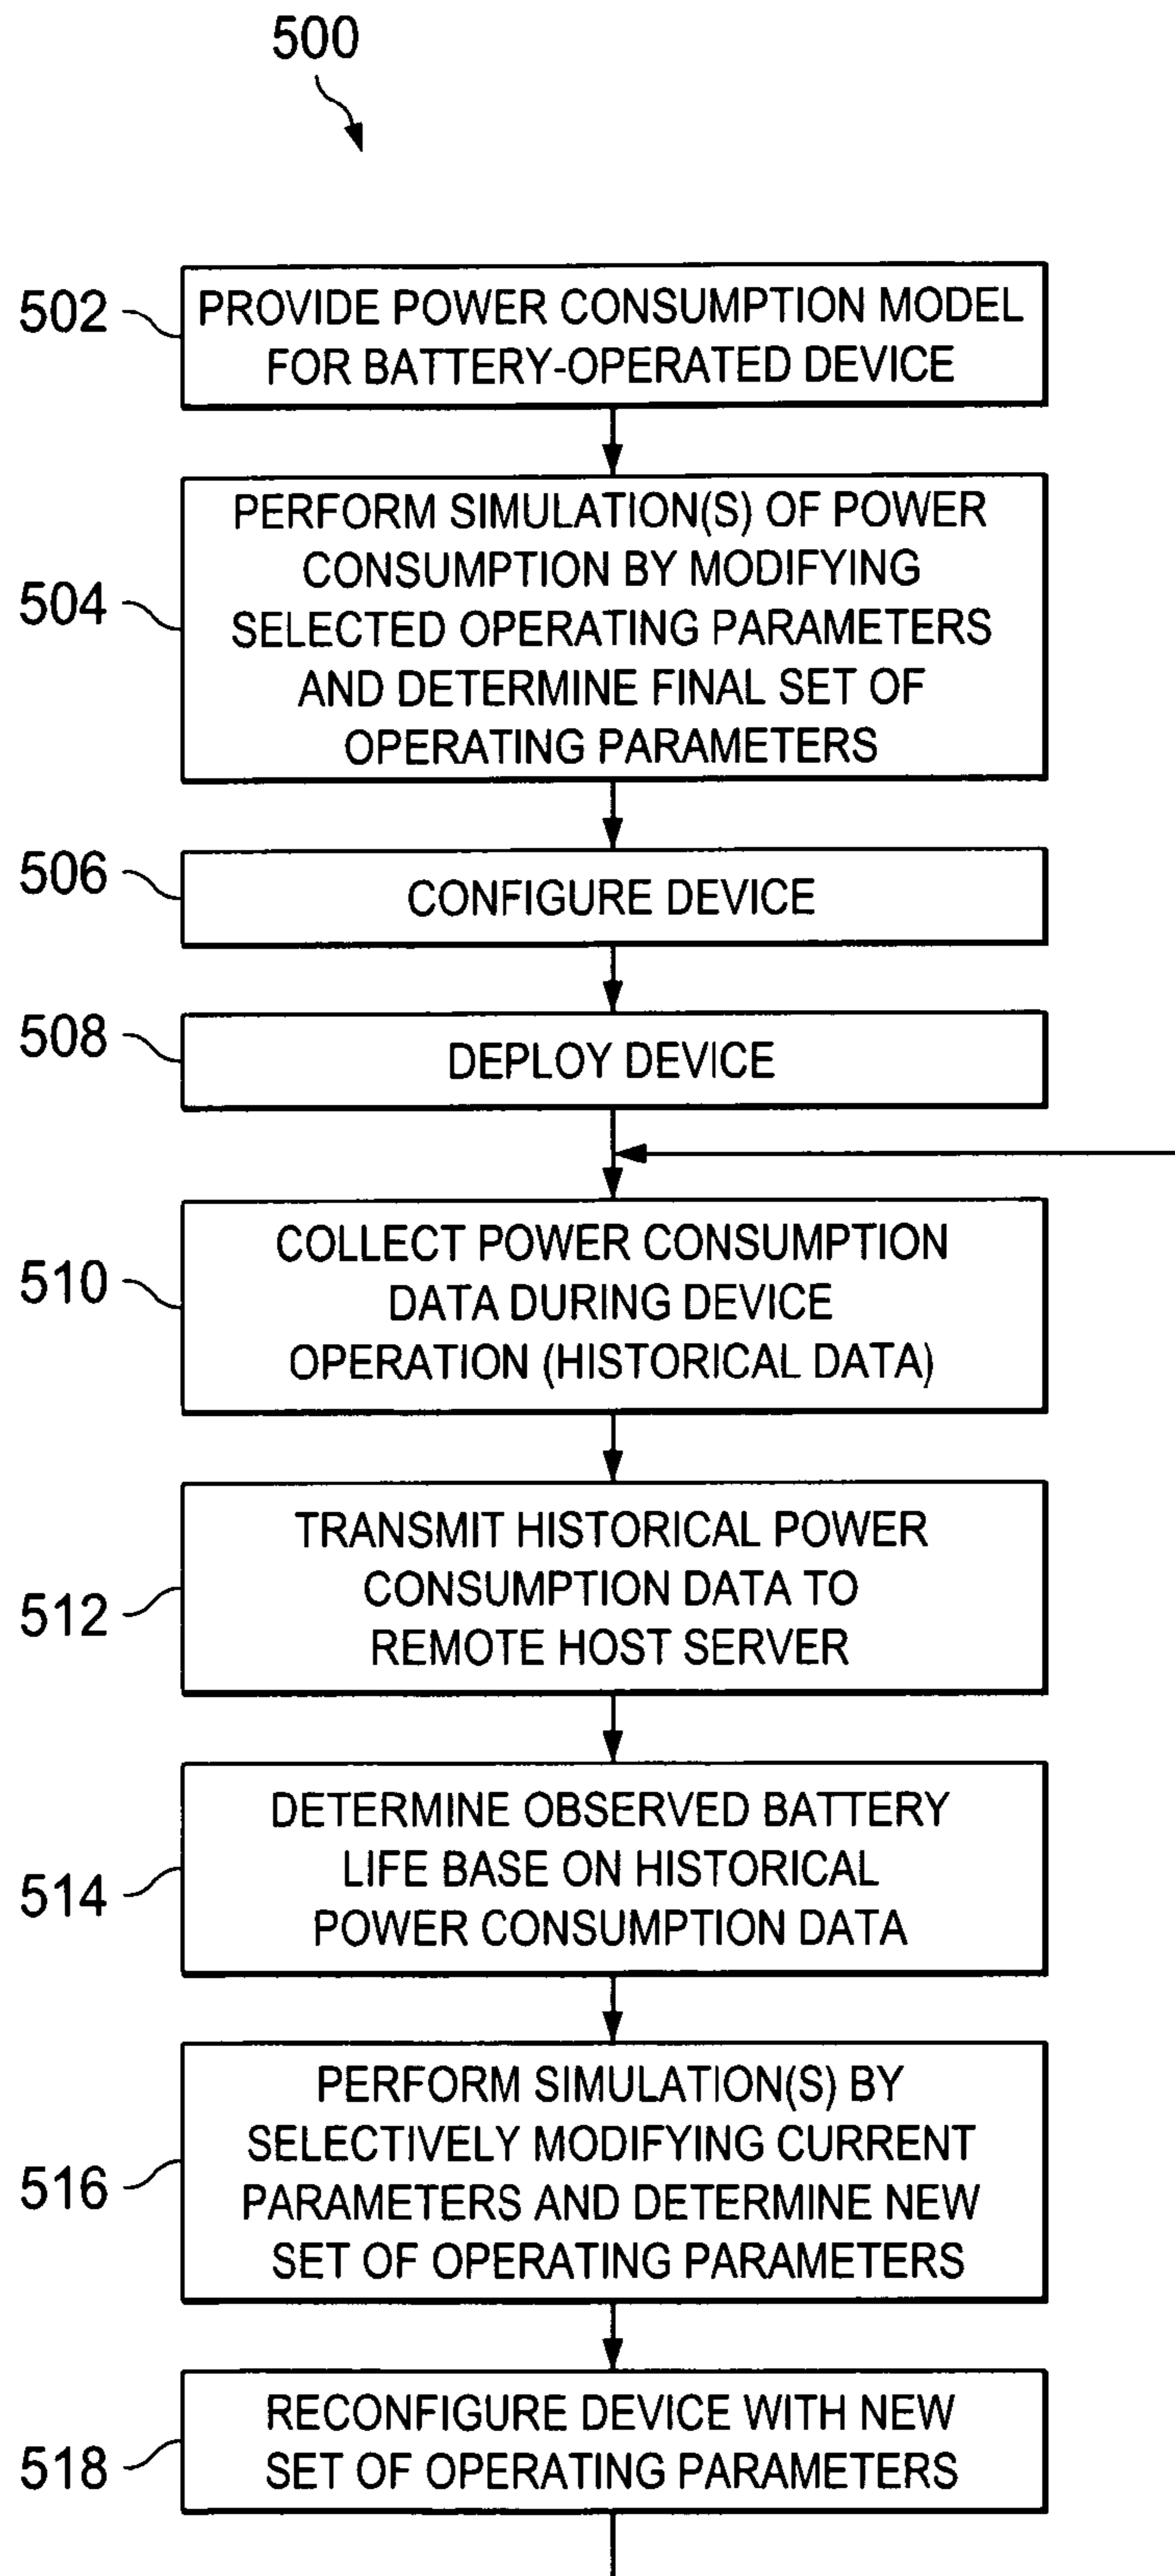 500
502
PROVIDE POWER CONSUMPTION MODEL
FOR BATTERY-OPERATED DEVICE
504
PERFORM SIMULATION(S) OF POWER
CONSUMPTION BY MODIFYING
SELECTED OPERATING PARAMETERS
AND DETERMINE FINAL SET OF
OPERATING PARAMETERS
506
CONFIGURE DEVICE
508
DEPLOY DEVICE
510
COLLECT POWER CONSUMPTION
DATA DURING DEVICE
OPERATION (HISTORICAL DATA)
512
TRANSMIT HISTORICAL POWER
CONSUMPTION DATA TO
REMOTE HOST SERVER
514
DETERMINE OBSERVED BATTERY
LIFE BASE ON HISTORICAL
POWER CONSUMPTION DATA
516
PERFORM SIMULATION(S) BY
SELECTIVELY MODIFYING CURRENT
PARAMETERS AND DETERMINE NEW
SET OF OPERATING PARAMETERS
518
RECONFIGURE DEVICE WITH NEW
SET OF OPERATING PARAMETERS